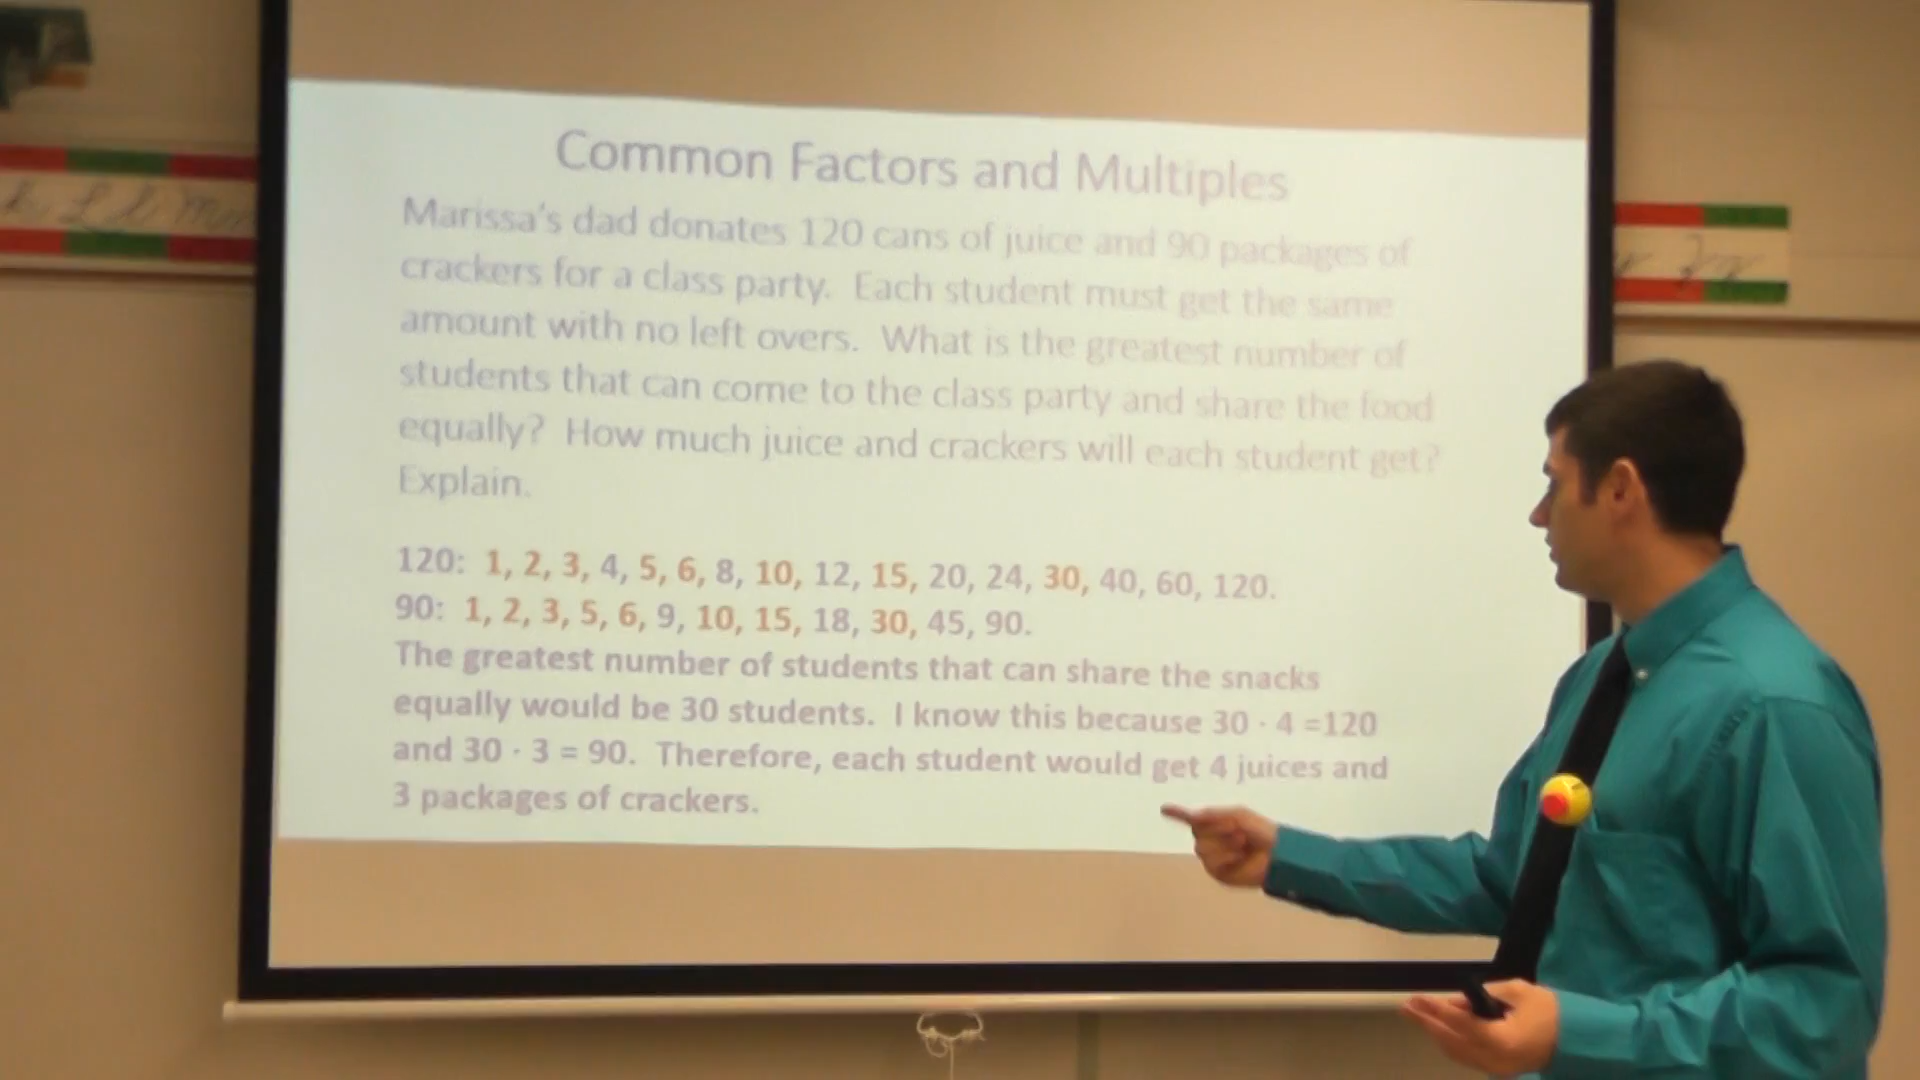 Common Factors and Multiples
Marissa's dad donates 120 cans of juice and 90 packages of
crackers for a class party. Each student must get the same
amount with no left overs. What is the greatest number of
students that can come to the class party and share the food
equally? How much juice and crackers will each student get?
Explain.
120: 1, 2, 3, 4, 5, 6, 8, 10, 12, 15, 20, 24, 30, 40, 60, 120.
90: 1, 2, 3, 5, 6, 9, 10, 15, 18, 30, 45, 90.
The greatest number of students that can share the snacks
equally would be 30 students. I know this because 30 · 4 =120
and 30 · 3 = 90. Therefore, each student would get 4 juices and
3 packages of crackers.